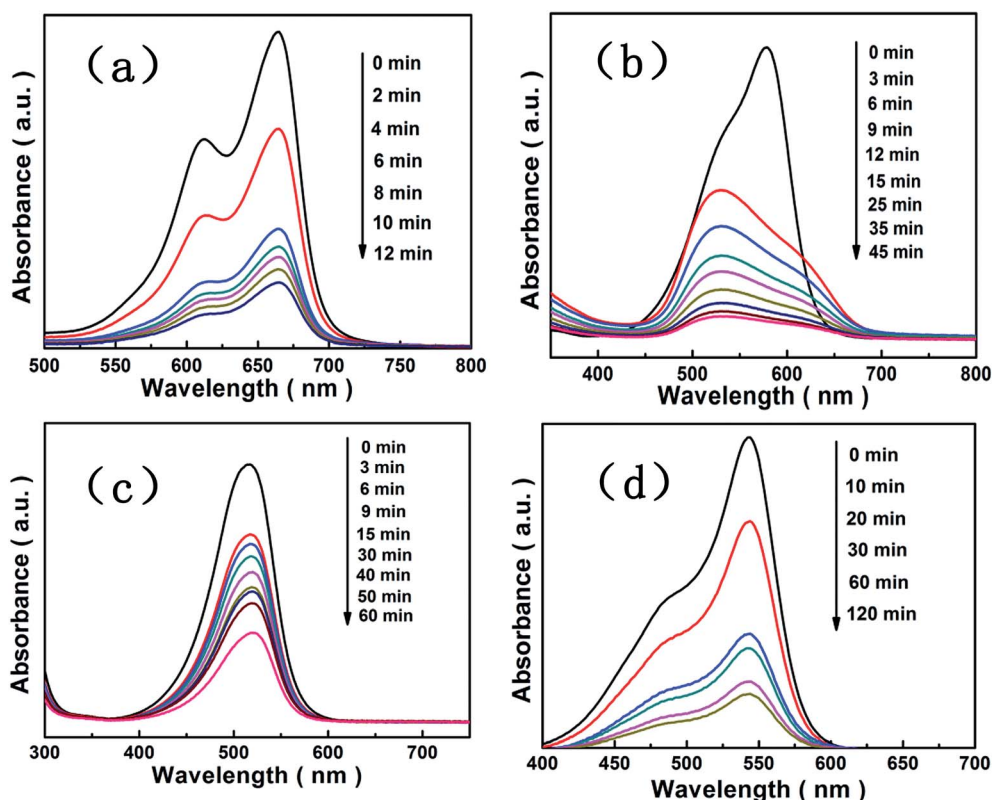 (a)
0 min
2 min
4 min
6 min
8 min
10 min
12 min
Absorbance ( a.u. )
500 550 600 650 700 750 800
Wavelength ( nm )
(b)
0 min
3 min
6 min
9 min
12 min
15 min
25 min
35 min
45 min
Absorbance ( a.u. )
400 500 600 700 800
Wavelength ( nm )
(c)
0 min
3 min
6 min
9 min
15 min
30 min
40 min
50 min
60 min
Absorbance ( a.u. )
300 400 500 600 700
Wavelength ( nm )
(d)
0 min
10 min
20 min
30 min
60 min
120 min
Absorbance ( a.u. )
400 450 500 550 600 650 700
Wavelength ( nm )